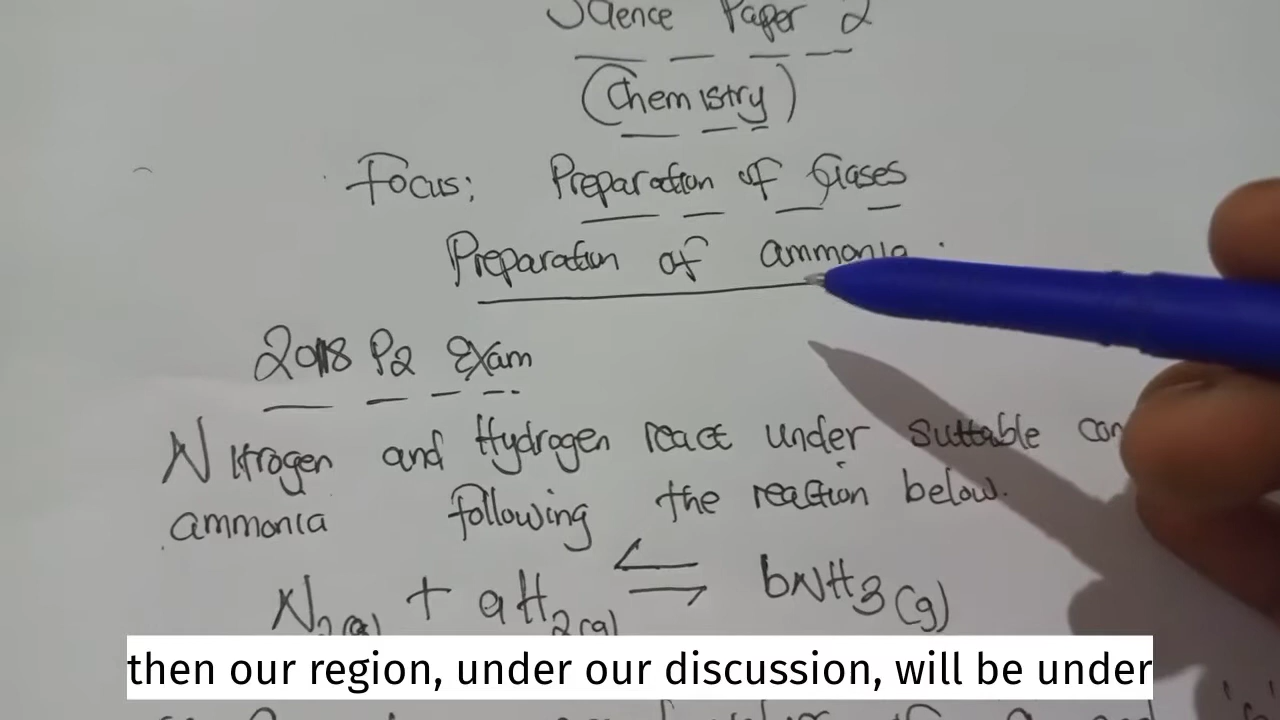 Science Paper 2
(Chemistry)
Focus: Preparation of Gases
Preparation of ammonia.
2018 P2 Exam
Nitrogen and Hydrogen react under suitable con
ammonia following the reaction below.
N2(g) + aH2(g) ⇌ bNH3(g)
then our region, under our discussion, will be under